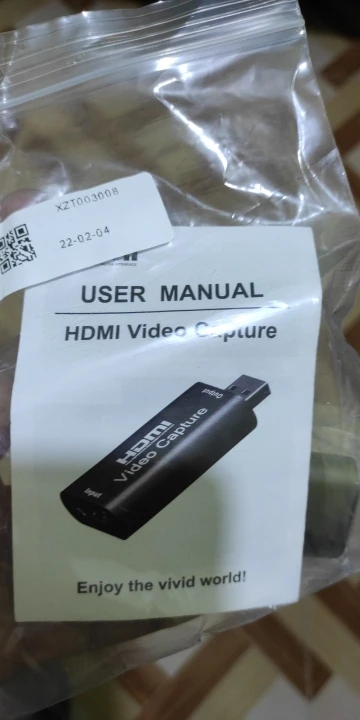 XZT003008
22-02-04
USER MANUAL
HDMI Video Capture
Output
HDMI
Video Capture
Input
Enjoy the vivid world!